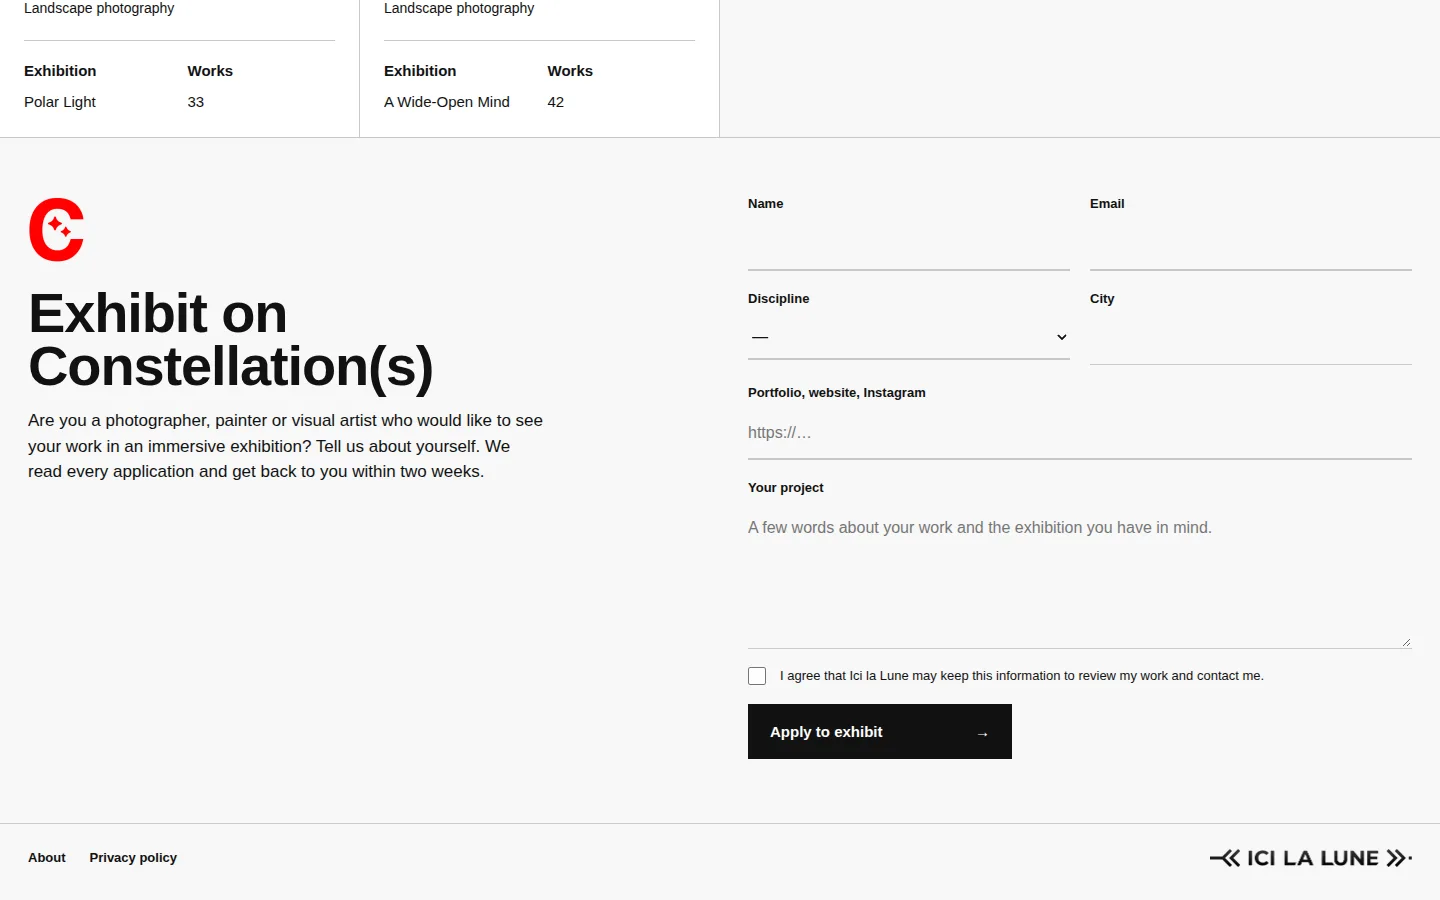 Landscape photography
Exhibition Works
Polar Light 33
Landscape photography
Exhibition Works
A Wide-Open Mind 42
C
Exhibit on
Constellation(s)
Are you a photographer, painter or visual artist who would like to see
your work in an immersive exhibition? Tell us about yourself. We
read every application and get back to you within two weeks.
Name
Email
Discipline
—
City
Portfolio, website, Instagram
https://…
Your project
A few words about your work and the exhibition you have in mind.
I agree that Ici la Lune may keep this information to review my work and contact me.
Apply to exhibit →
About
Privacy policy
ICI LA LUNE